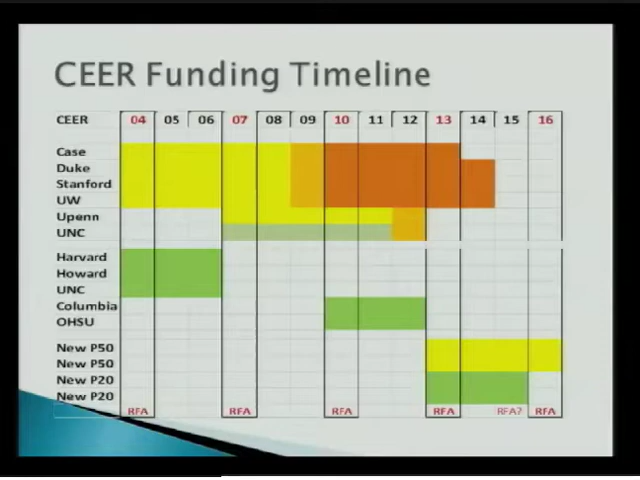 CEER Funding Timeline
CEER 04 05 06 07 08 09 10 11 12 13 14 15 16
Case
Duke
Stanford
UW
Upenn
UNC
Harvard
Howard
UNC
Columbia
OHSU
New P50
New P50
New P20
New P20
RFA RFA RFA RFA RFA? RFA